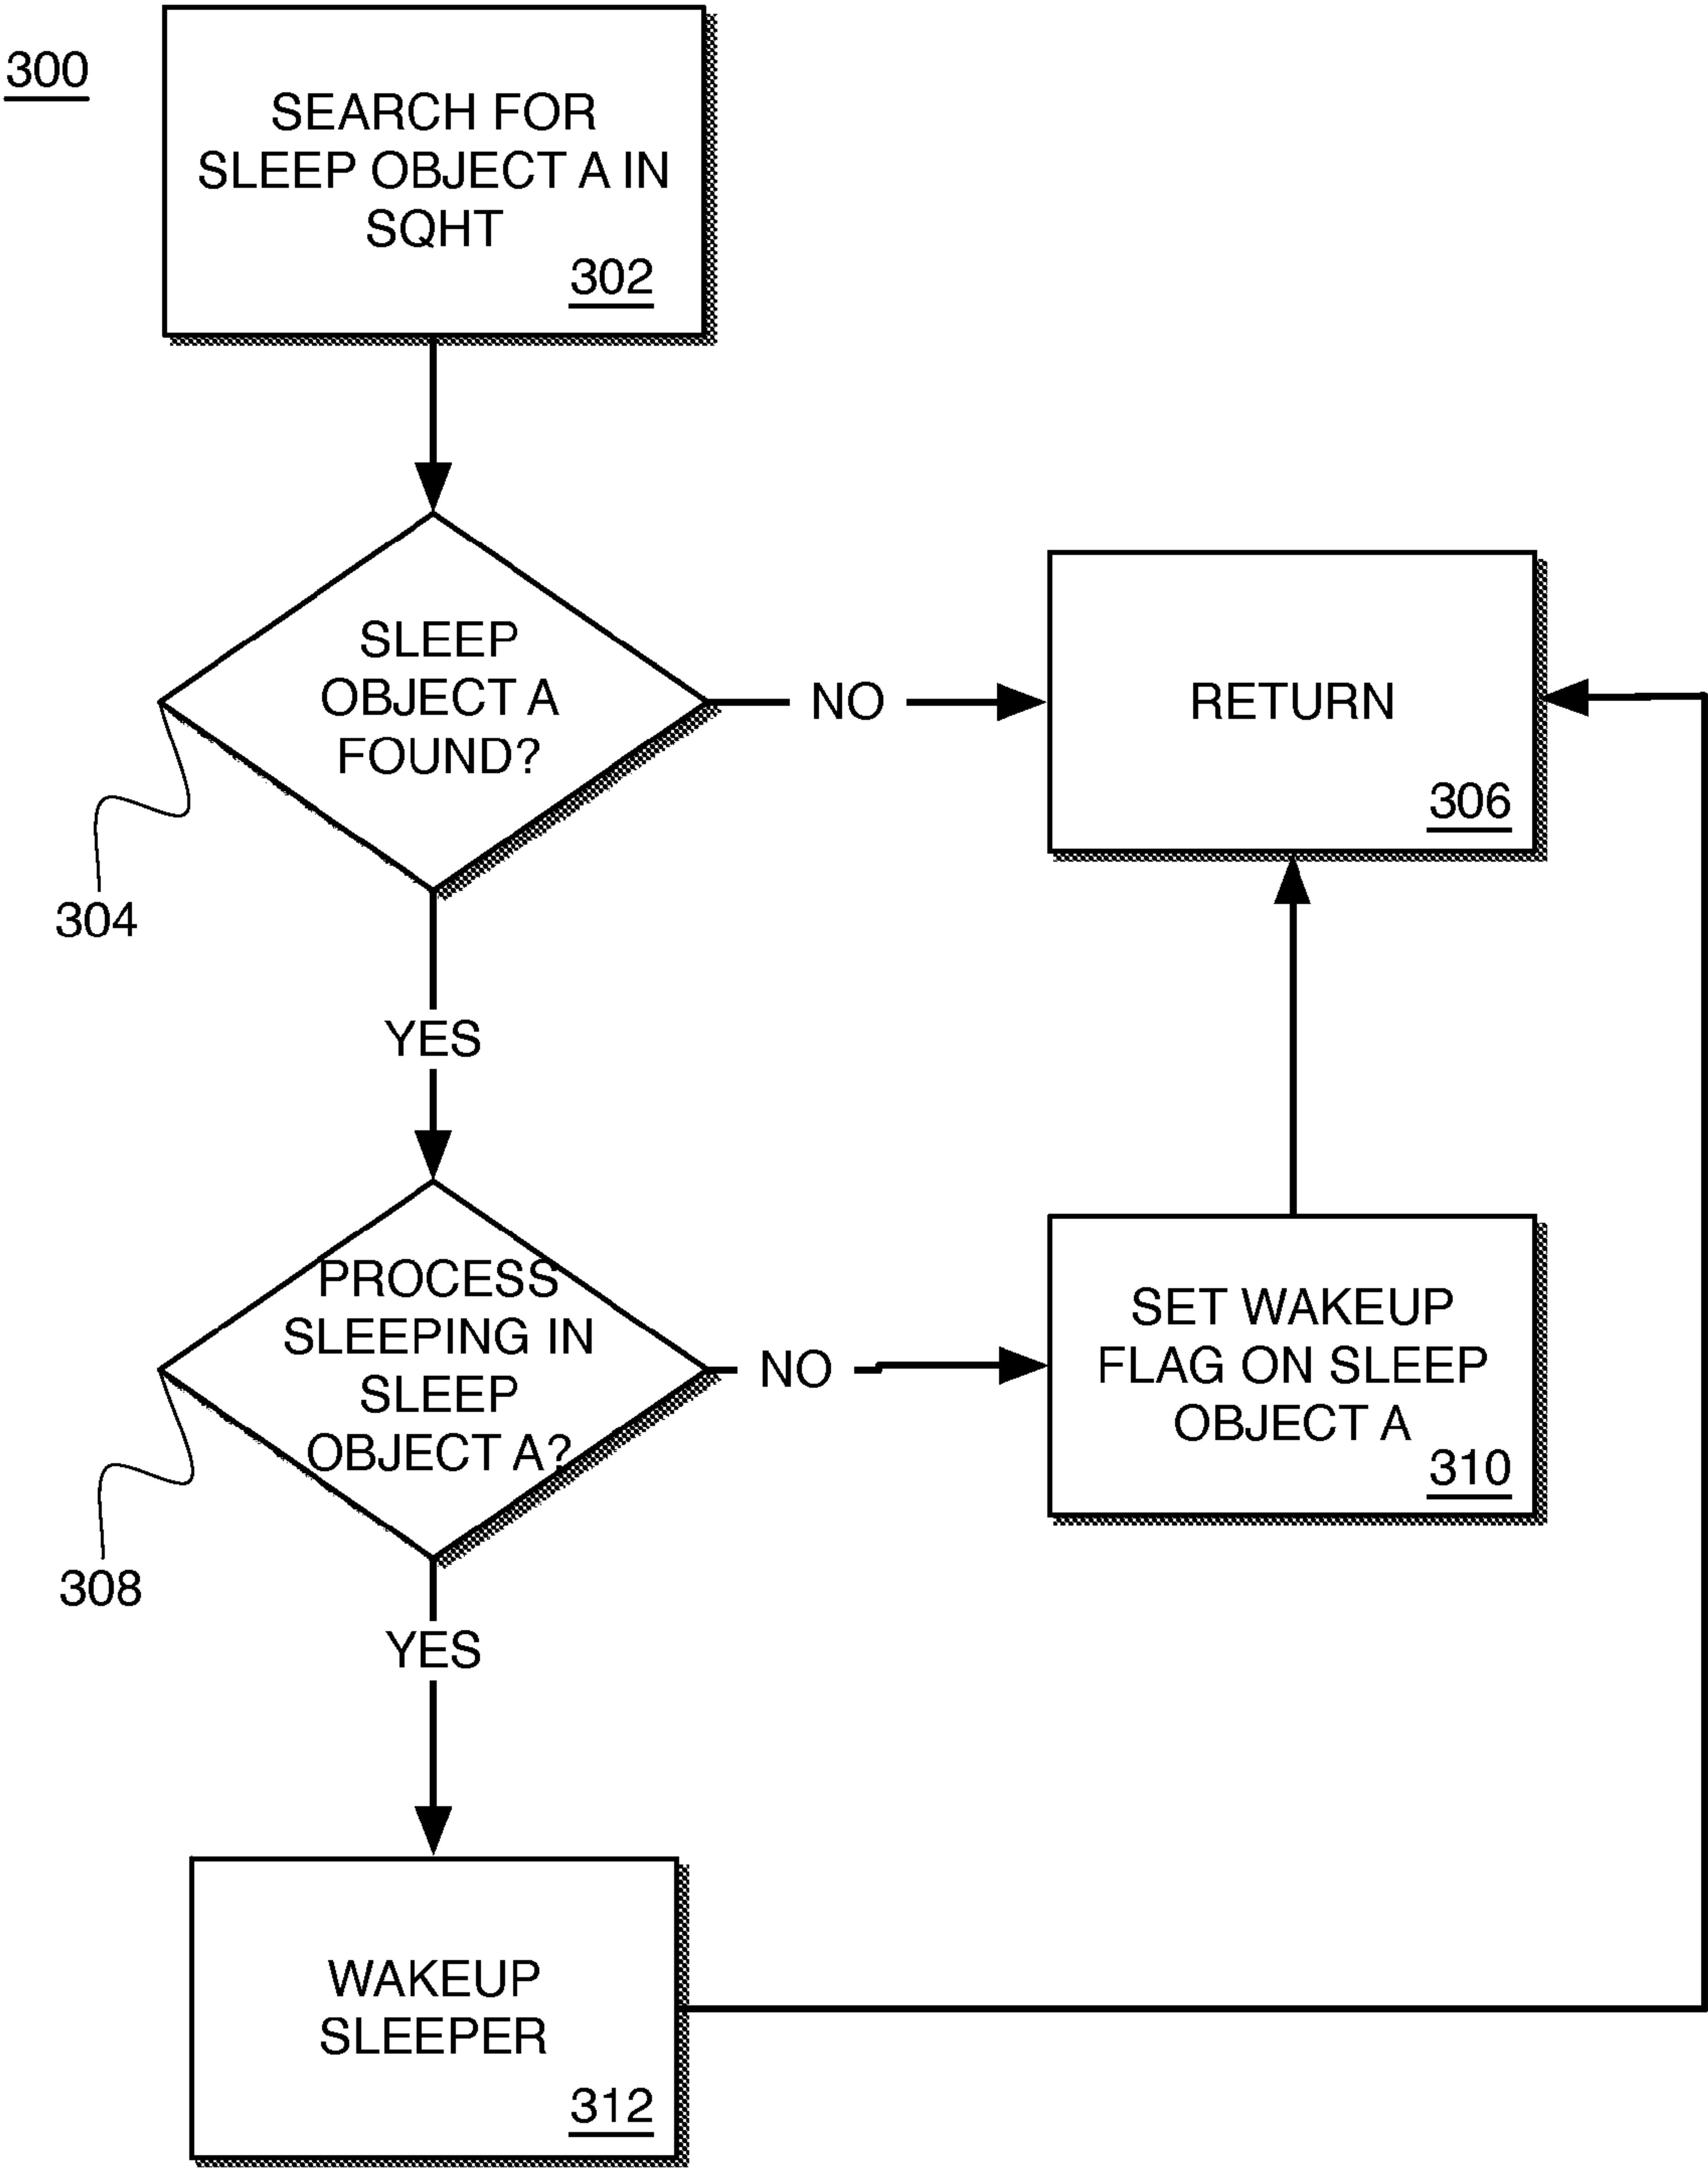 300
SEARCH FOR
SLEEP OBJECT A IN
SQHT
302
SLEEP
OBJECT A
FOUND?
304
NO
RETURN
306
YES
PROCESS
SLEEPING IN
SLEEP
OBJECT A?
308
NO
SET WAKEUP
FLAG ON SLEEP
OBJECT A
310
YES
WAKEUP
SLEEPER
312